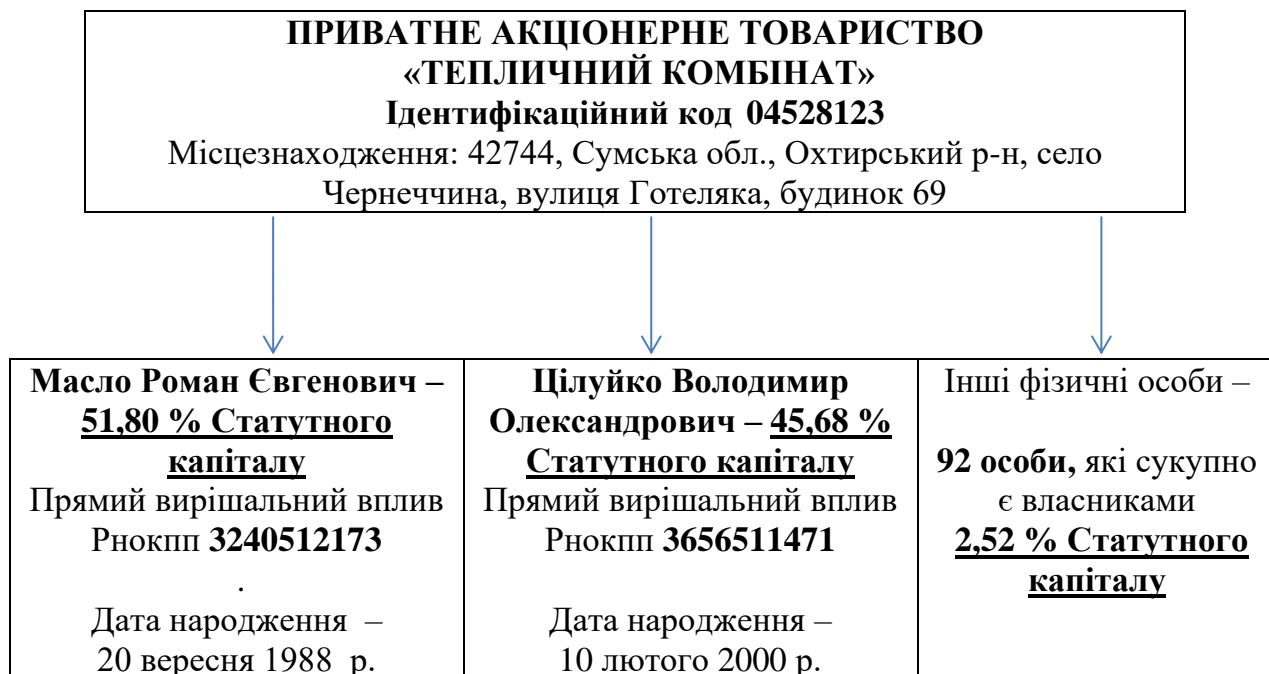 ПРИВАТНЕ АКЦІОНЕРНЕ ТОВАРИСТВО
«ТЕПЛИЧНИЙ КОМБІНАТ»
Ідентифікаційний код 04528123
Місцезнаходження: 42744, Сумська обл., Охтирський р-н, село
Чернеччина, вулиця Готеляка, будинок 69
Масло Роман Євгенович –
51,80 % Статутного
капіталу
Прямий вирішальний вплив
Рнокпп 3240512173
.
Дата народження –
20 вересня 1988 р.
Цілуйко Володимир
Олександрович – 45,68 %
Статутного капіталу
Прямий вирішальний вплив
Рнокпп 3656511471
Дата народження –
10 лютого 2000 р.
Інші фізичні особи –
92 особи, які сукупно
є власниками
2,52 % Статутного
капіталу